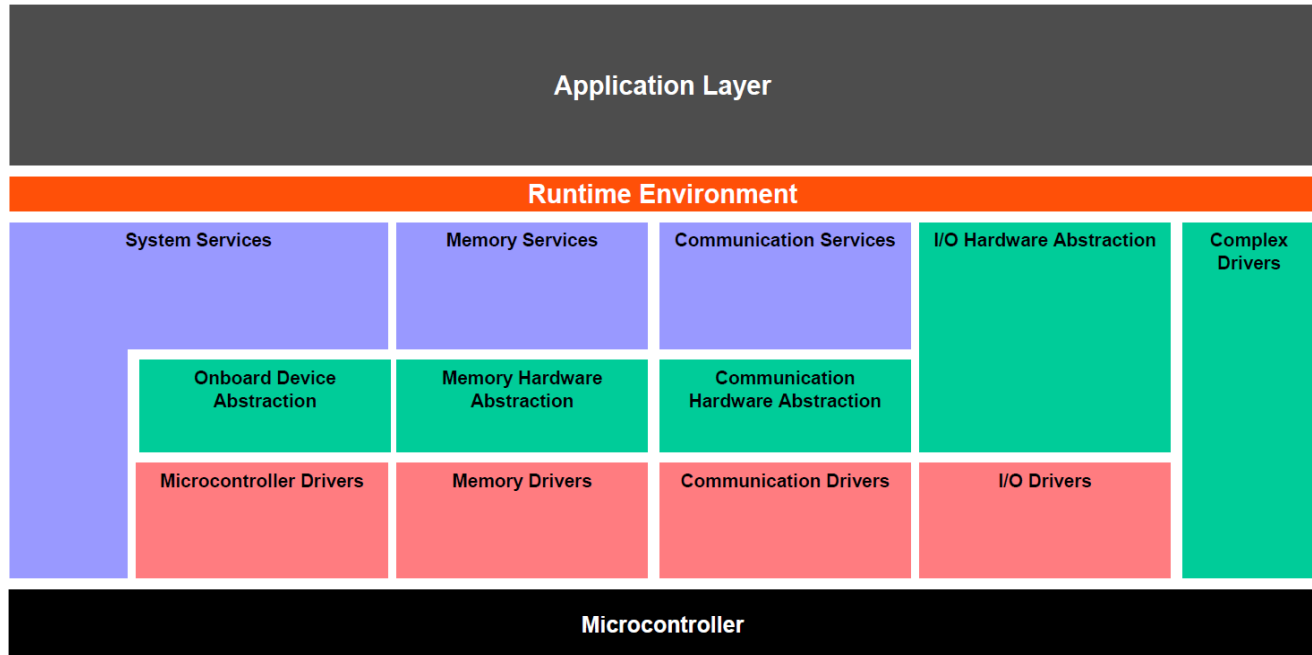 Application Layer
Runtime Environment
System Services
Memory Services
Communication Services
I/O Hardware Abstraction
Complex
Drivers
Onboard Device
Abstraction
Memory Hardware
Abstraction
Communication
Hardware Abstraction
Microcontroller Drivers
Memory Drivers
Communication Drivers
I/O Drivers
Microcontroller